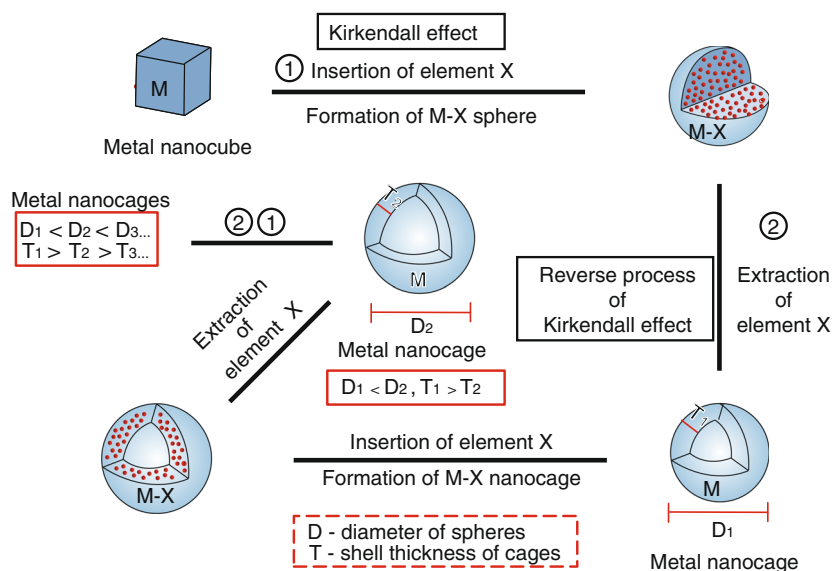 Kirkendall effect
① Insertion of element X
Formation of M-X sphere
M
Metal nanocube
M-X
Metal nanocages
D₁ < D₂ < D₃...
T₁ > T₂ > T₃...
② ①
T₂
M
D₂
Metal nanocage
D₁ < D₂, T₁ > T₂
Reverse process
of
Kirkendall effect
②
Extraction
of
element X
Extraction
of
element X
M-X
Insertion of element X
Formation of M-X nanocage
T₁
M
D₁
Metal nanocage
D - diameter of spheres
T - shell thickness of cages